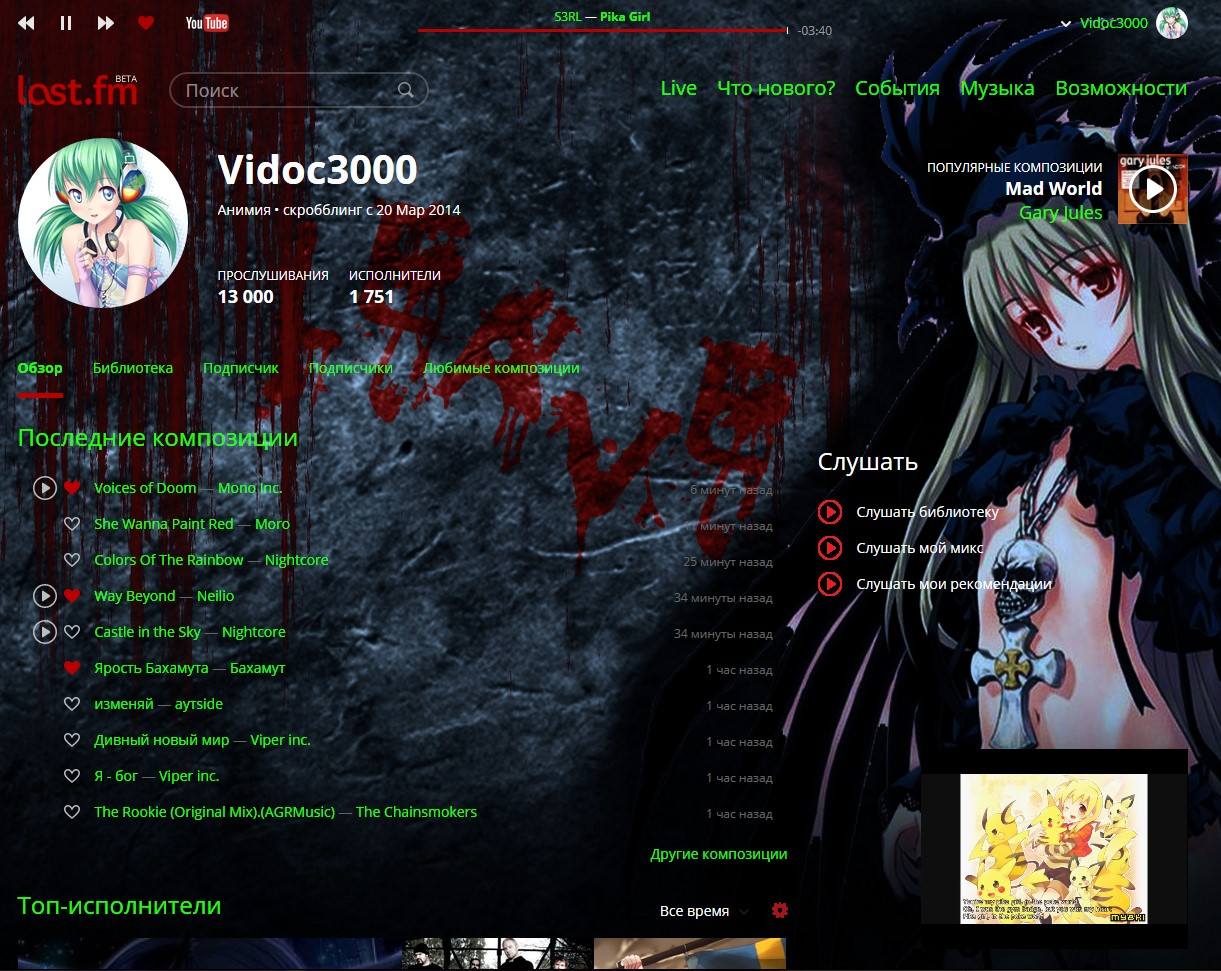 YouTube
S3RL — Pika Girl
-03:40
Vidoc3000
last.fm BETA
Поиск
Live Что нового? События Музыка Возможности
Vidoc3000
Анимия • скробблинг с 20 Мар 2014
ПРОСЛУШИВАНИЯ ИСПОЛНИТЕЛИ
13 000 1 751
ПОПУЛЯРНЫЕ КОМПОЗИЦИИ
Mad World
Gary Jules
gary jules
Обзор Библиотека Подписчик Подписчики Любимые композиции
Последние композиции
Voices of Doom — Mono Inc. 6 минут назад
She Wanna Paint Red — Moro минут назад
Colors Of The Rainbow — Nightcore 25 минут назад
Way Beyond — Neilio 34 минуты назад
Castle in the Sky — Nightcore 34 минуты назад
Ярость Бахамута — Бахамут 1 час назад
изменяй — аутside 1 час назад
Дивный новый мир — Viper inc. 1 час назад
Я - бог — Viper inc. 1 час назад
The Rookie (Original Mix).(AGRMusic) — The Chainsmokers 1 час назад
Другие композиции
Слушать
Слушать библиотеку
Слушать мой микс
Слушать мои рекомендации
Топ-исполнители
Все время